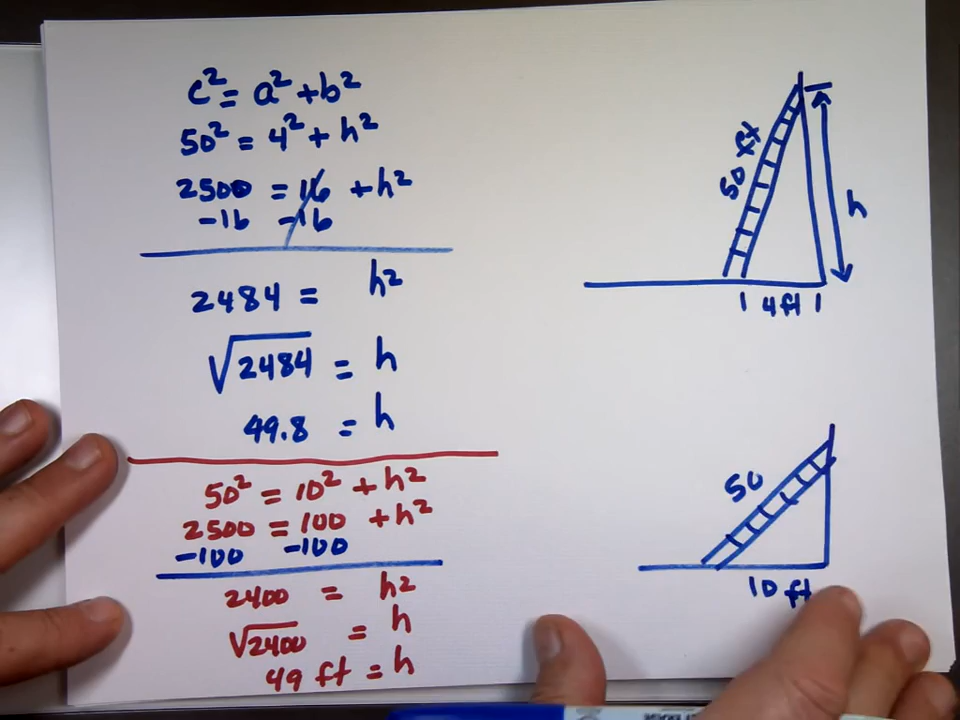 c² = a² + b²
50² = 4² + h²
2500 = 16 + h²
-16 -16
2484 = h²
√2484 = h
49.8 = h
50² = 10² + h²
2500 = 100 + h²
-100 -100
2400 = h²
√2400 = h
49 ft = h
50 ft
h
4 ft
50
10 ft